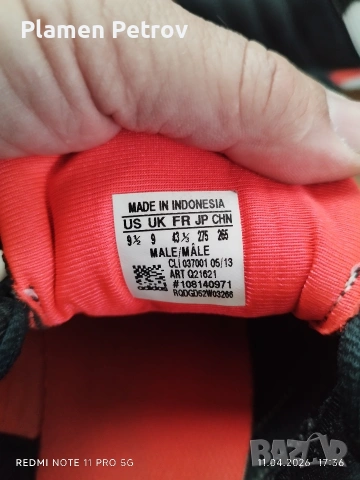 Plamen Petrov
MADE IN INDONESIA
US UK FR JP CHN
9½ 9 43⅓ 275 265
MALE/MÂLE
CLI 037001 05/13
ART Q21621
#108140971
RQDGD52W03266
REDMI NOTE 11 PRO 5G
11.04.2026 17:36
BAZAR